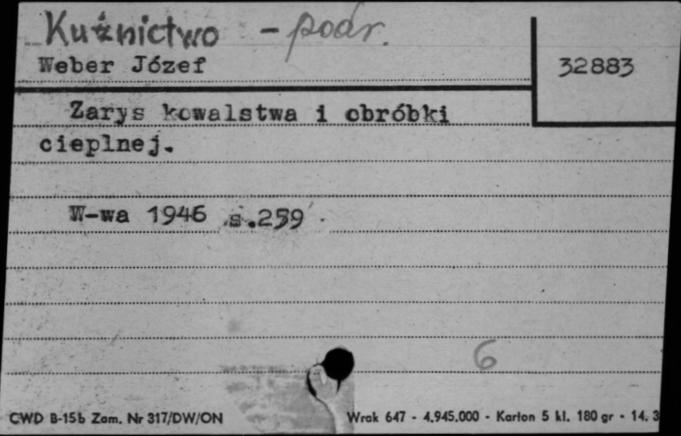 Kuźnictwo - podr.
Weber Józef
32883
Zarys kowalstwa i obróbki
cieplnej.
W-wa 1946 s.259
6
CWD B-15b Zam. Nr 317/DW/ON
Wrak 647 - 4.945.000 - Karton 5 kl. 180 gr - 14. 3